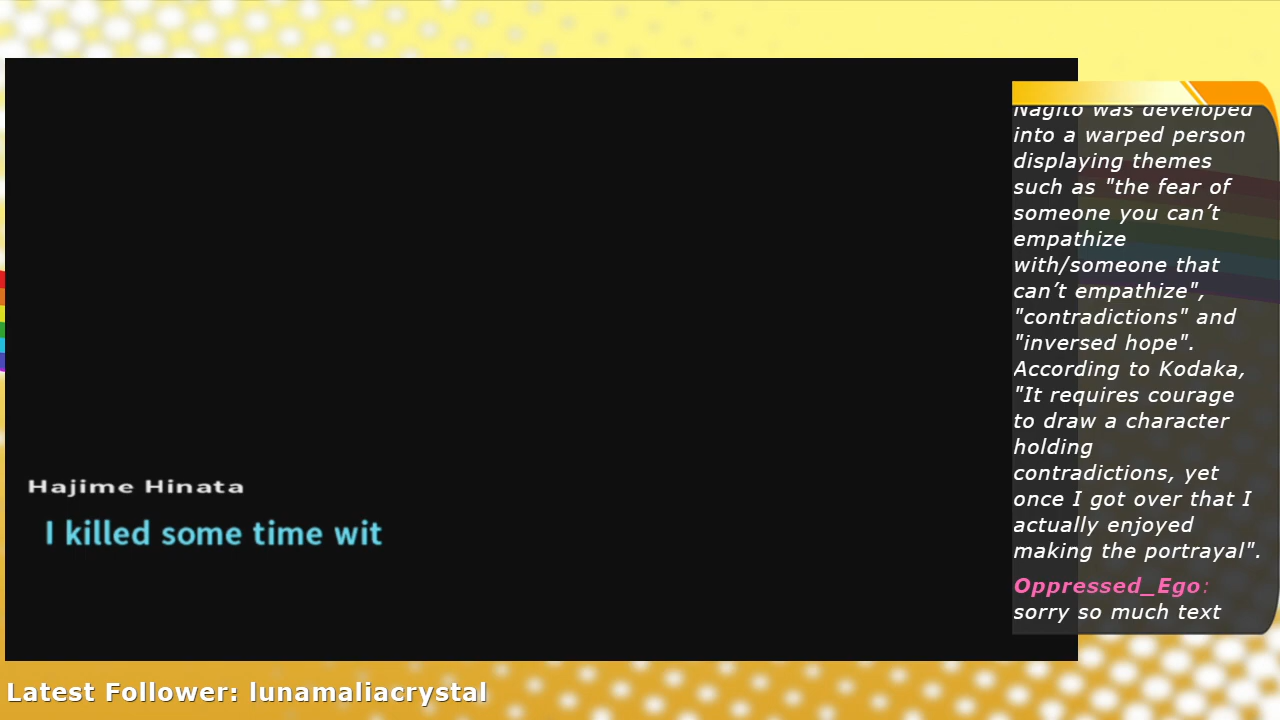 Nagito was developed
into a warped person
displaying themes
such as "the fear of
someone you can't
empathize
with/someone that
can't empathize",
"contradictions" and
"inversed hope".
According to Kodaka,
"It requires courage
to draw a character
holding
contradictions, yet
once I got over that I
actually enjoyed
making the portrayal".
Oppressed_Ego:
sorry so much text
Hajime Hinata
I killed some time wit
Latest Follower: lunamaliacrystal